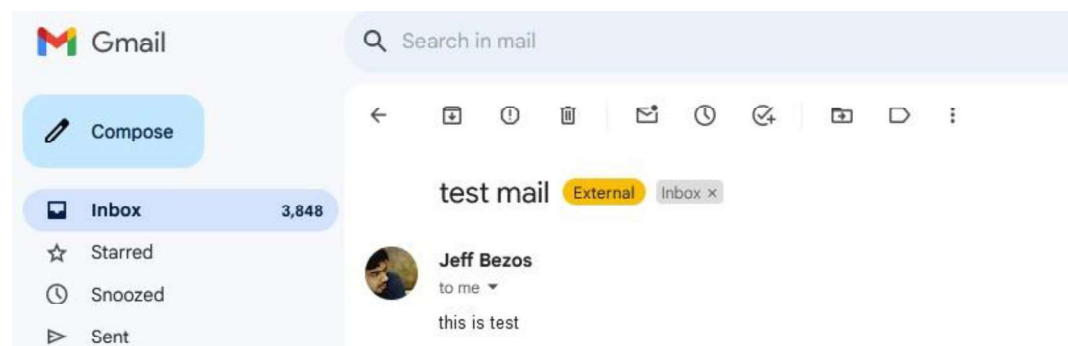 Gmail
Search in mail
Compose
Inbox 3,848
Starred
Snoozed
Sent
test mail External Inbox ×
Jeff Bezos
to me
this is test